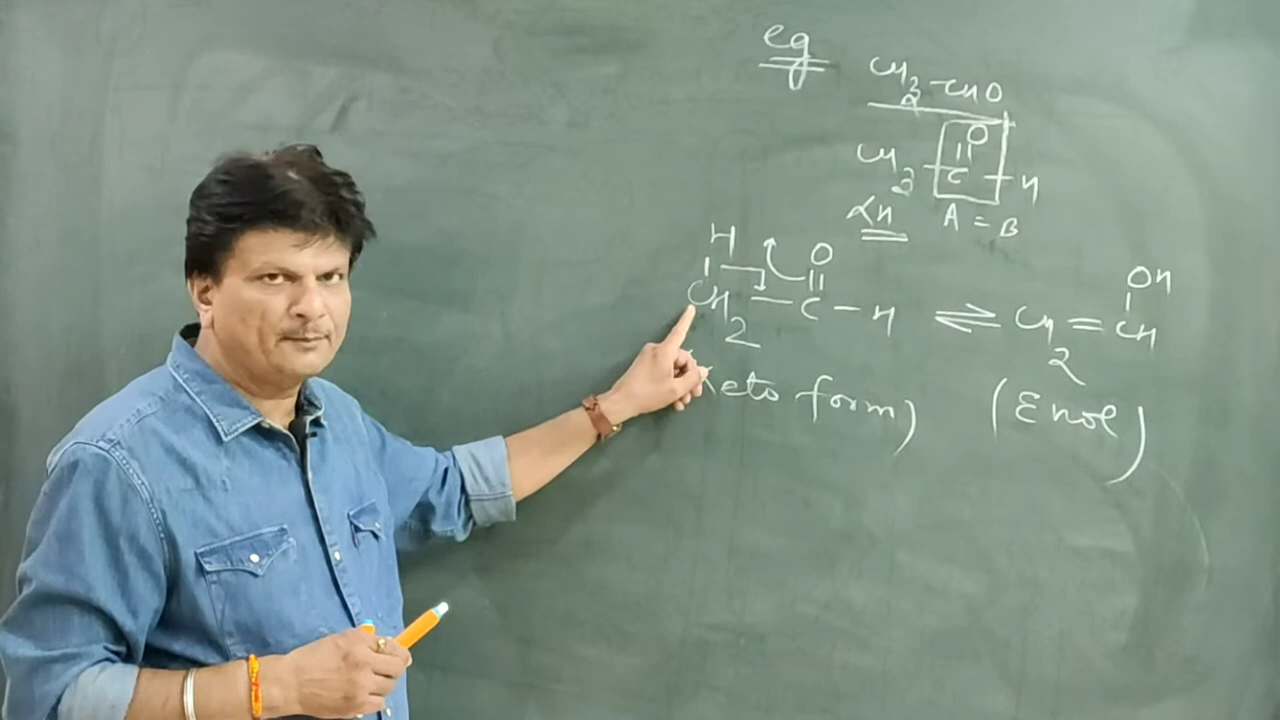 eg
CH3-CHO
α
O
||
CH3-C-H
αH A=B
H O
| ||
CH2-C-H ⇌ CH2=CH
OH
|
Keto form) (Enol)